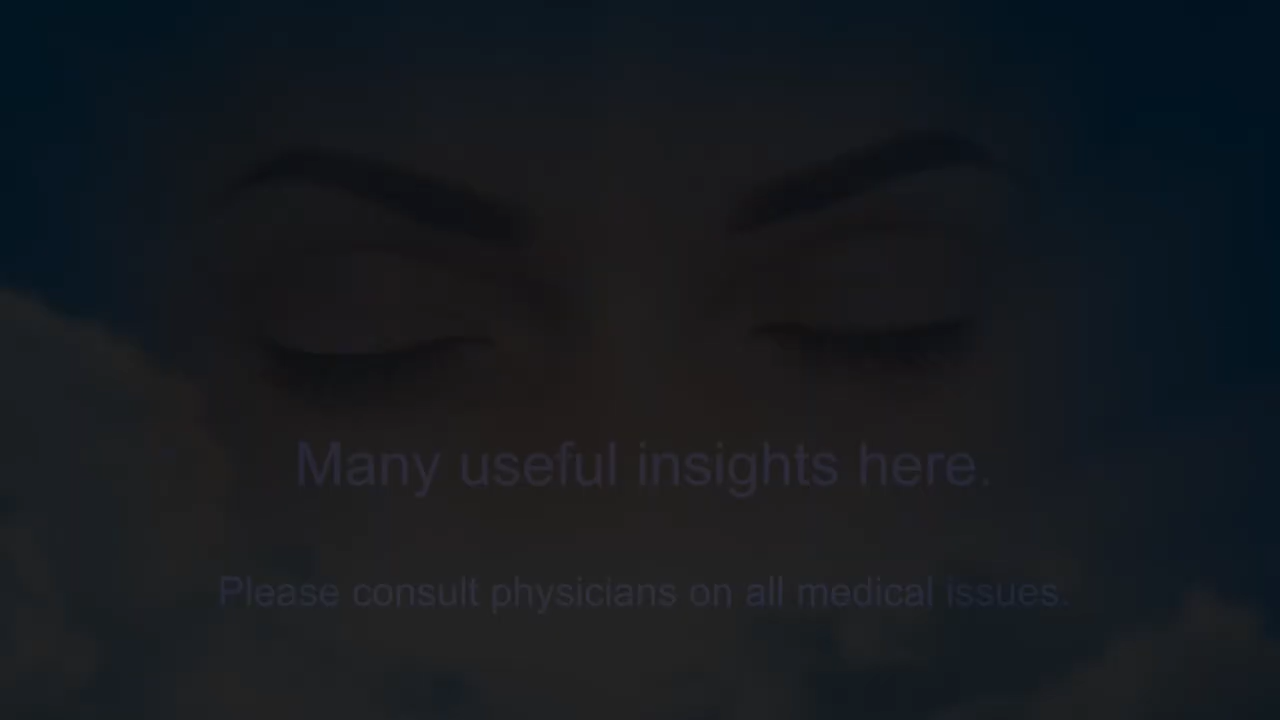 Many useful insights here.
Please consult physicians on all medical issues.